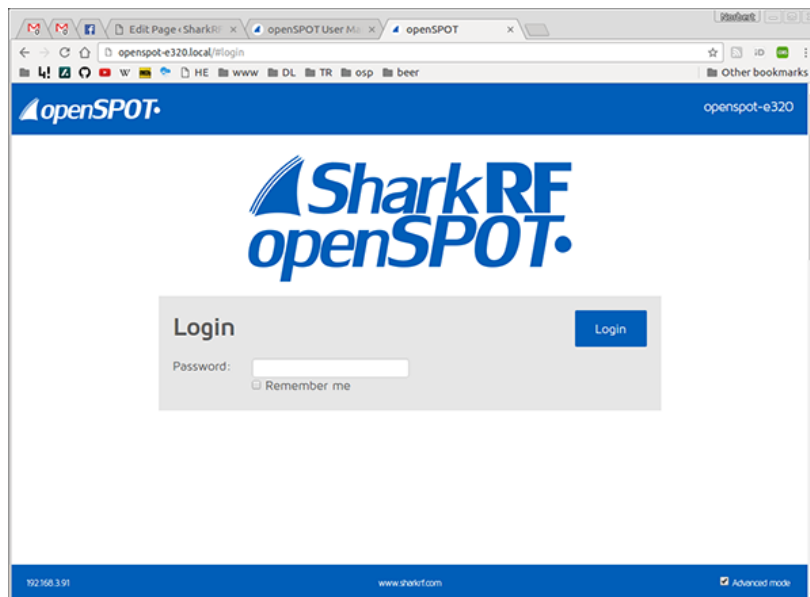 Edit Page ‹ SharkRF
openSPOT User Ma
openSPOT
Norbert
openspot-e320.local/#login
HE
www
DL
TR
osp
beer
Other bookmarks
openSPOT
openspot-e320
SharkRF
openSPOT
Login
Login
Password:
Remember me
192.168.3.91
www.sharkrf.com
Advanced mode